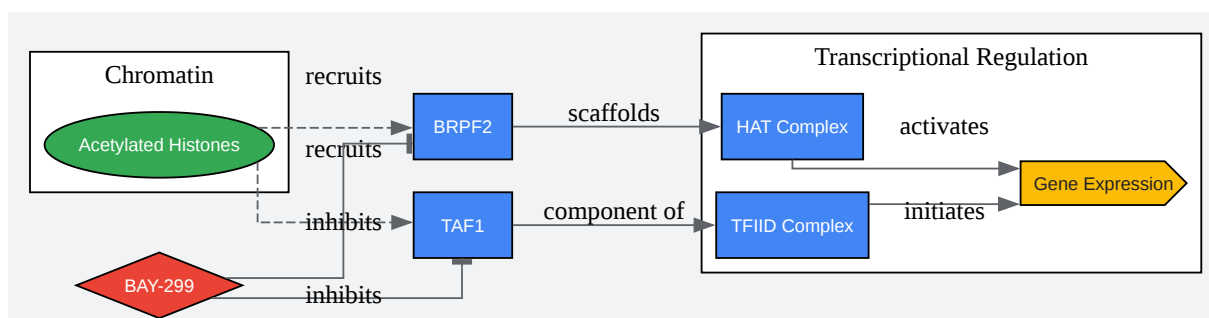 Chromatin
Acetylated Histones
recruits
recruits
inhibits
inhibits
BAY-299
BRPF2
TAF1
scaffolds
component of
Transcriptional Regulation
HAT Complex
TFIID Complex
activates
initiates
Gene Expression